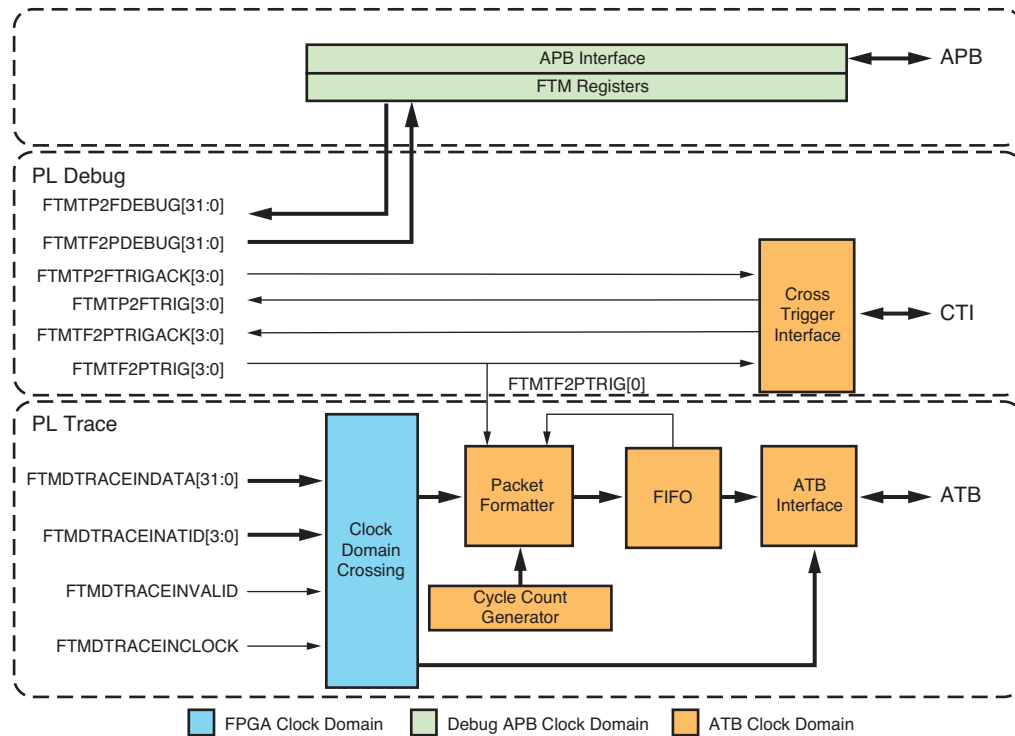 APB Interface
APB
FTM Registers
PL Debug
FTMTP2FDEBUG[31:0]
FTMTF2PDEBUG[31:0]
FTMTP2FTRIGACK[3:0]
FTMTP2FTRIG[3:0]
FTMTF2PTRIGACK[3:0]
FTMTF2PTRIG[3:0]
Cross
Trigger
Interface
CTI
FTMTF2PTRIG[0]
PL Trace
FTMDTRACEINDATA[31:0]
FTMDTRACEINATID[3:0]
FTMDTRACEINVALID
FTMDTRACEINCLOCK
Clock
Domain
Crossing
Packet
Formatter
FIFO
ATB
Interface
ATB
Cycle Count
Generator
FPGA Clock Domain
Debug APB Clock Domain
ATB Clock Domain